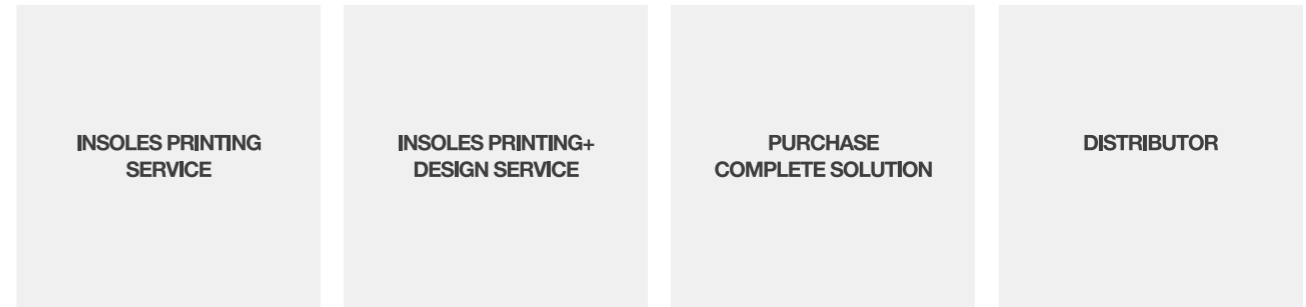 INSOLES PRINTING
SERVICE
INSOLES PRINTING+
DESIGN SERVICE
PURCHASE
COMPLETE SOLUTION
DISTRIBUTOR